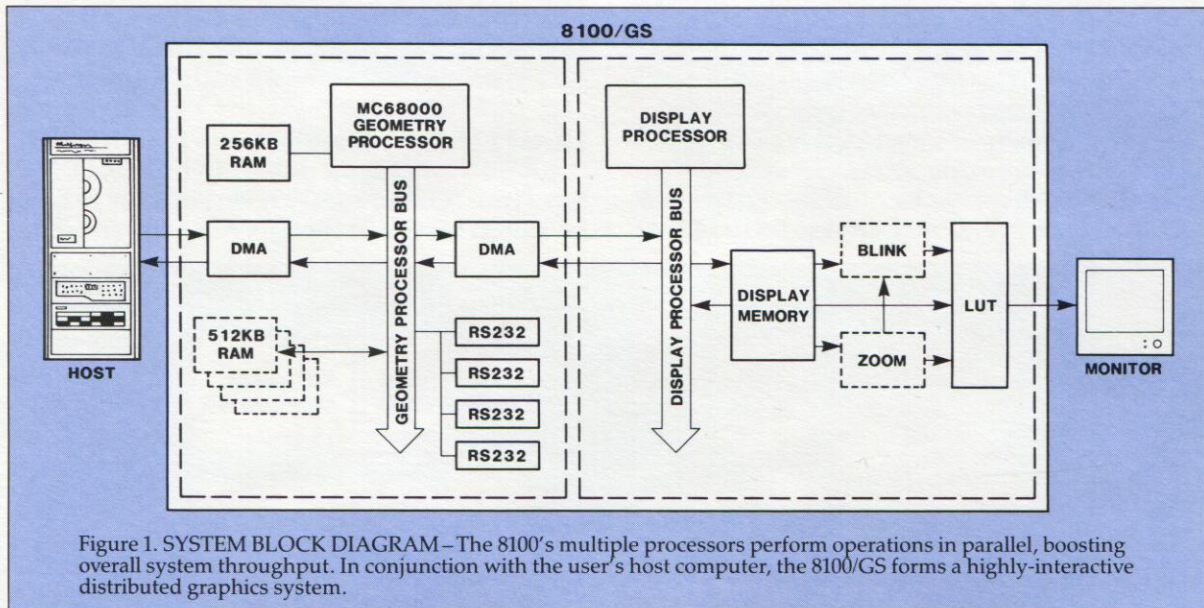 8100/GS
MC68000
GEOMETRY
PROCESSOR
256KB
RAM
DISPLAY
PROCESSOR
DMA
DMA
GEOMETRY PROCESSOR BUS
DISPLAY PROCESSOR BUS
512KB
RAM
RS232
RS232
RS232
RS232
DISPLAY
MEMORY
BLINK
ZOOM
LUT
HOST
MONITOR
Figure 1. SYSTEM BLOCK DIAGRAM – The 8100's multiple processors perform operations in parallel, boosting
overall system throughput. In conjunction with the user's host computer, the 8100/GS forms a highly-interactive
distributed graphics system.